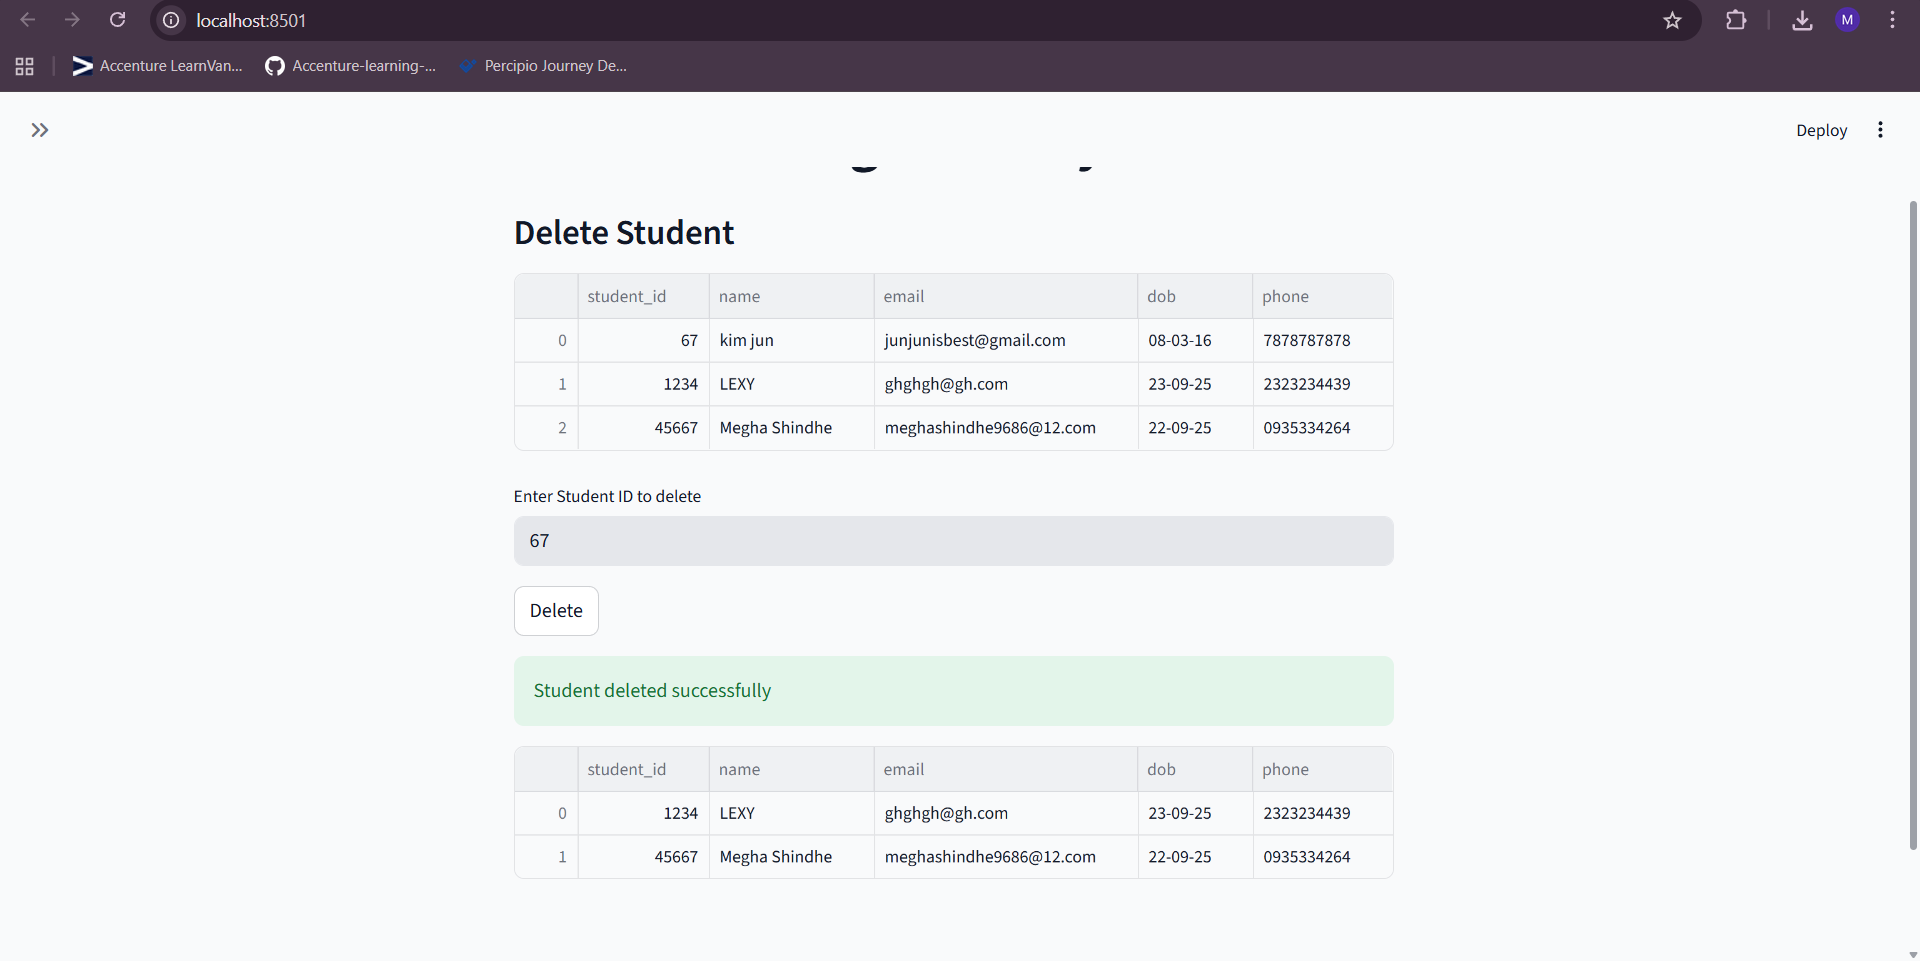 localhost:8501
M
Accenture LearnVan... Accenture-learning-... Percipio Journey De...
Deploy
Delete Student
student_id name email dob phone
0 67 kim jun junjunisbest@gmail.com 08-03-16 7878787878
1 1234 LEXY ghghgh@gh.com 23-09-25 2323234439
2 45667 Megha Shindhe meghashindhe9686@12.com 22-09-25 0935334264
Enter Student ID to delete
67
Delete
Student deleted successfully
student_id name email dob phone
0 1234 LEXY ghghgh@gh.com 23-09-25 2323234439
1 45667 Megha Shindhe meghashindhe9686@12.com 22-09-25 0935334264